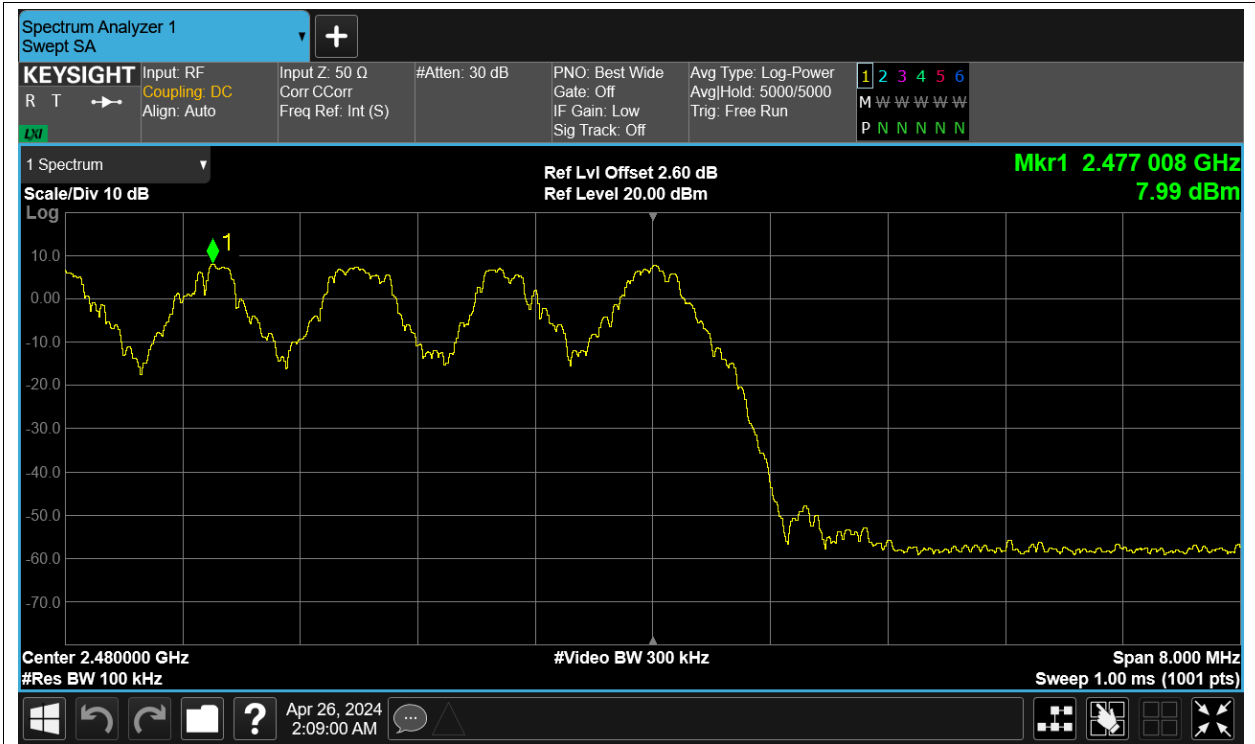 Spectrum Analyzer 1
Swept SA
+
KEYSIGHT
R T
LXI
Input: RF
Coupling: DC
Align: Auto
Input Z: 50 Ω
Corr CCorr
Freq Ref: Int (S)
#Atten: 30 dB
PNO: Best Wide
Gate: Off
IF Gain: Low
Sig Track: Off
Avg Type: Log-Power
Avg|Hold: 5000/5000
Trig: Free Run
1 2 3 4 5 6
M W W W W W
P N N N N N
1 Spectrum
Scale/Div 10 dB
Log
Ref Lvl Offset 2.60 dB
Ref Level 20.00 dBm
Mkr1 2.477 008 GHz
7.99 dBm
1
10.0
0.00
-10.0
-20.0
-30.0
-40.0
-50.0
-60.0
-70.0
Center 2.480000 GHz
#Res BW 100 kHz
#Video BW 300 kHz
Span 8.000 MHz
Sweep 1.00 ms (1001 pts)
?
Apr 26, 2024
2:09:00 AM